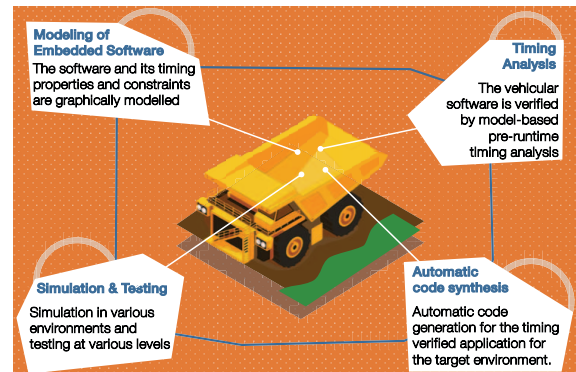 Modeling of
Embedded Software
The software and its timing
properties and constraints
are graphically modelled
Timing
Analysis
The vehicular
software is verified
by model-based
pre-runtime
timing analysis
Simulation & Testing
Simulation in various
environments and
testing at various levels
Automatic
code synthesis
Automatic code
generation for the timing
verified application for
the target environment.